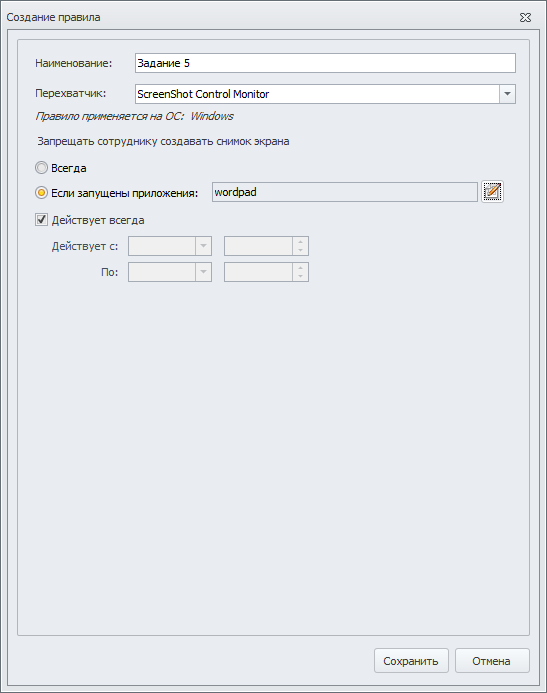 Создание правила
Наименование: Задание 5
Перехватчик: ScreenShot Control Monitor
Правило применяется на ОС: Windows
Запрещать сотруднику создавать снимок экрана
Всегда
Если запущены приложения: wordpad
Действует всегда
Действует с:
По:
Сохранить Отмена